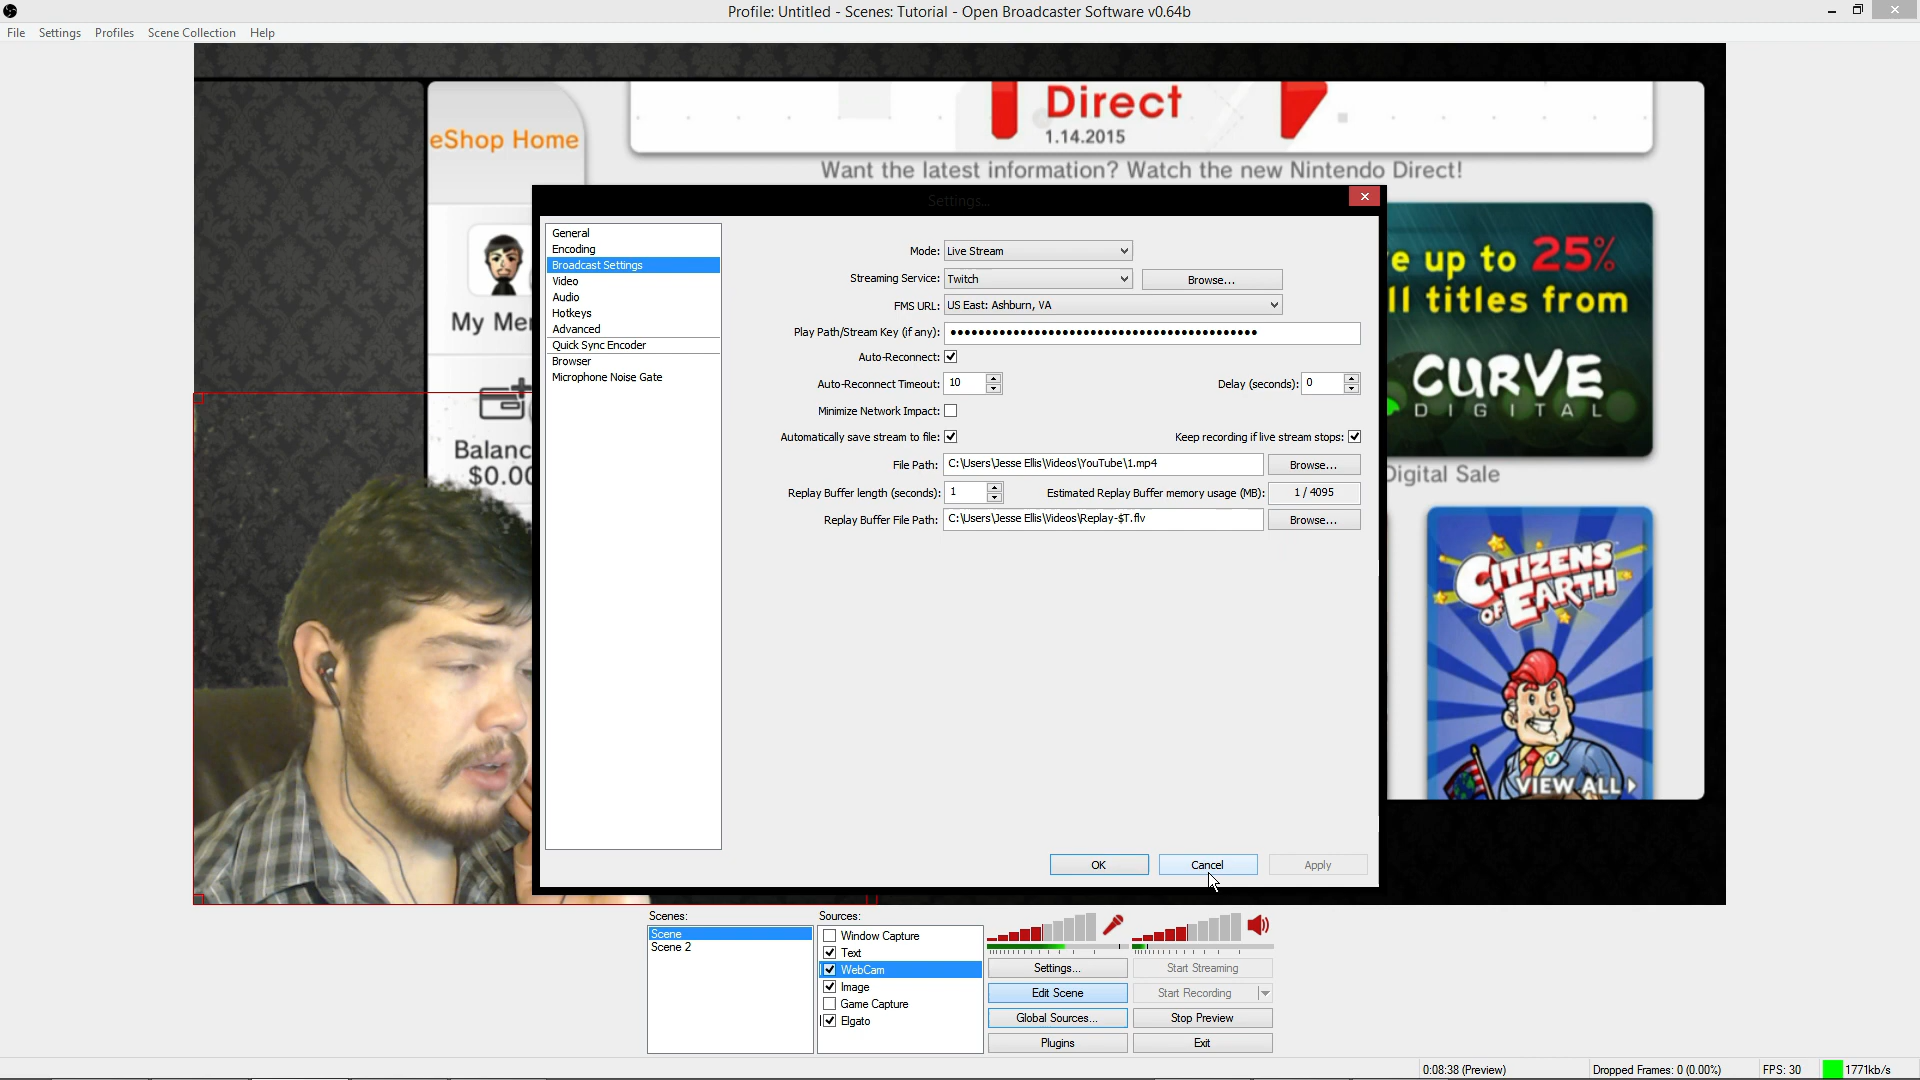 Profile: Untitled - Scenes: Tutorial - Open Broadcaster Software v0.64b
File Settings Profiles Scene Collection Help
Direct
1.14.2015
eShop Home
Want the latest information? Watch the new Nintendo Direct!
Settings...
General
Encoding
Broadcast Settings
Video
Audio
Hotkeys
Advanced
Quick Sync Encoder
Browser
Microphone Noise Gate
Mode: Live Stream
Streaming Service: Twitch Browse...
FMS URL: US East: Ashburn, VA
Play Path/Stream Key (if any): ••••••••••••••••••••••••••••••••••••••••••••
Auto-Reconnect:
Auto-Reconnect Timeout: 10 Delay (seconds): 0
Minimize Network Impact:
Automatically save stream to file: Keep recording if live stream stops:
File Path: C:\Users\Jesse Ellis\Videos\YouTube\1.mp4 Browse...
Replay Buffer length (seconds): 1 Estimated Replay Buffer memory usage (MB): 1 / 4095
Replay Buffer File Path: C:\Users\Jesse Ellis\Videos\Replay-$T.flv Browse...
OK Cancel Apply
My Me
Balanc
$0.00
e up to 25%
ll titles from
CURVE
DIGITAL
Digital Sale
CITIZENS
OF EARTH
VIEW ALL
Scenes:
Scene
Scene 2
Sources:
Window Capture
Text
WebCam
Image
Game Capture
Elgato
Settings... Start Streaming
Edit Scene Start Recording
Global Sources... Stop Preview
Plugins Exit
0:08:38 (Preview) Dropped Frames: 0 (0.00%) FPS: 30 1771kb/s